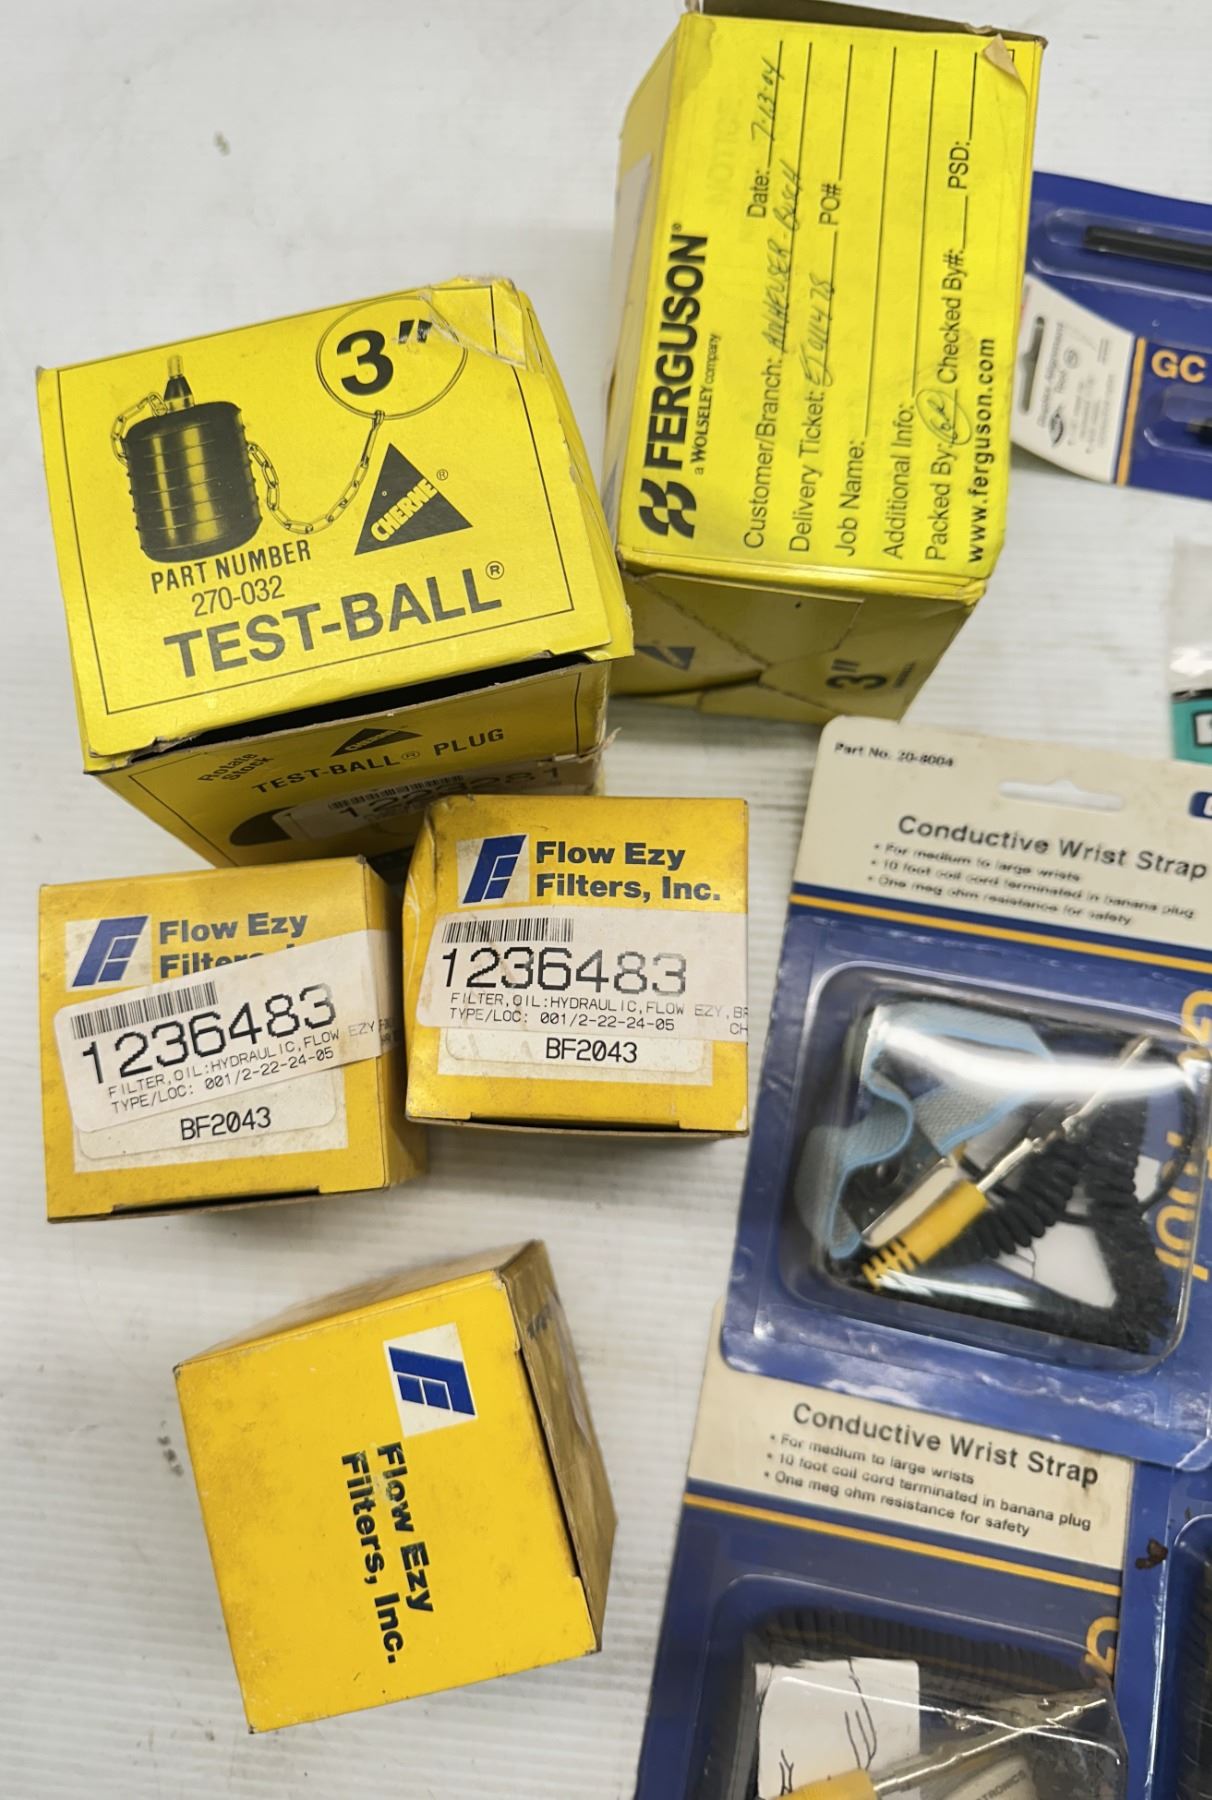 3"
CHERNE®
PART NUMBER
270-032
TEST-BALL®
Rotate
Stock
CHERNE
TEST-BALL® PLUG
FERGUSON®
a WOLSELEY company
NOTICE
Customer/Branch: ANHEUSER-BUSCH Date: 7-13-04
Delivery Ticket: PO#
Job Name:
Additional Info:
Packed By: Checked By#: PSD:
www.ferguson.com
3"
GC
Flow Ezy
Filters, Inc.
1236483
FILTER,OIL:HYDRAULIC,FLOW EZY,
TYPE/LOC: 001/2-22-24-05
BF2043
Flow Ezy
1236483
FILTER,OIL:HYDRAULIC,FLOW EZY
TYPE/LOC: 001/2-22-24-05
BF2043
Flow Ezy
Filters, Inc.
Part No. 20-8004
Conductive Wrist Strap
• For medium to large wrists
• 10 foot coil cord terminated in banana plug
• One meg ohm resistance for safety
Conductive Wrist Strap
• For medium to large wrists
• 10 foot coil cord terminated in banana plug
• One meg ohm resistance for safety